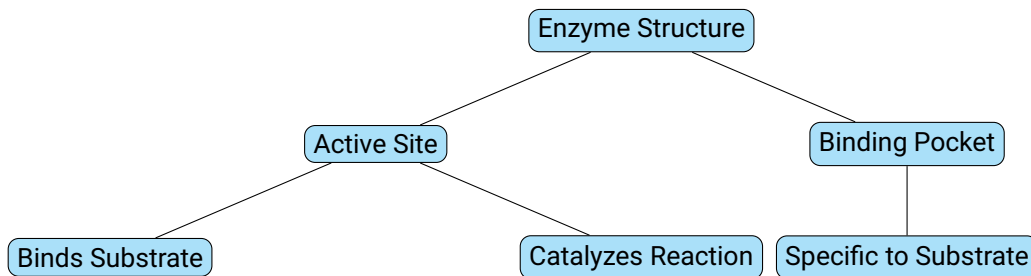 Enzyme Structure
Active Site
Binding Pocket
Binds Substrate
Catalyzes Reaction
Specific to Substrate